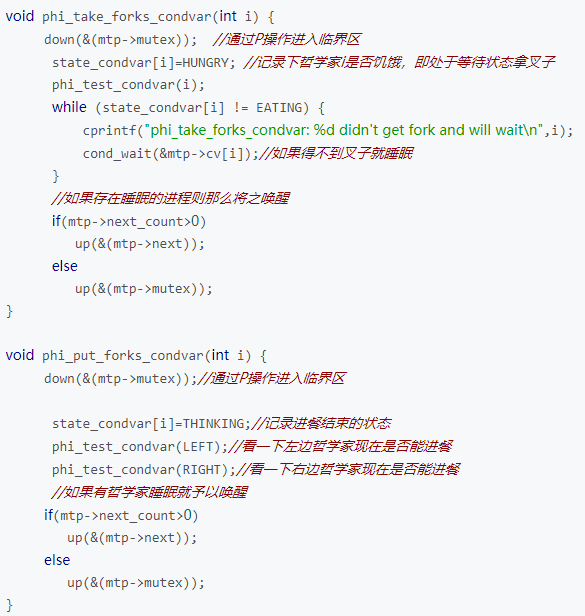 void phi_take_forks_condvar(int i) {
down(&(mtp->mutex));  //通过P操作进入临界区
state_condvar[i]=HUNGRY; //记录下哲学家i是否饥饿，即处于等待状态拿叉子
phi_test_condvar(i);
while (state_condvar[i] != EATING) {
cprintf("phi_take_forks_condvar: %d didn't get fork and will wait\n",i);
cond_wait(&mtp->cv[i]);//如果得不到叉子就睡眠
}
//如果存在睡眠的进程则那么将之唤醒
if(mtp->next_count>0)
up(&(mtp->next));
else
up(&(mtp->mutex));
}
void phi_put_forks_condvar(int i) {
down(&(mtp->mutex));//通过P操作进入临界区
state_condvar[i]=THINKING;//记录进餐结束的状态
phi_test_condvar(LEFT);//看一下左边哲学家现在是否能进餐
phi_test_condvar(RIGHT);//看一下右边哲学家现在是否能进餐
//如果有哲学家睡眠就予以唤醒
if(mtp->next_count>0)
up(&(mtp->next));
else
up(&(mtp->mutex));
}